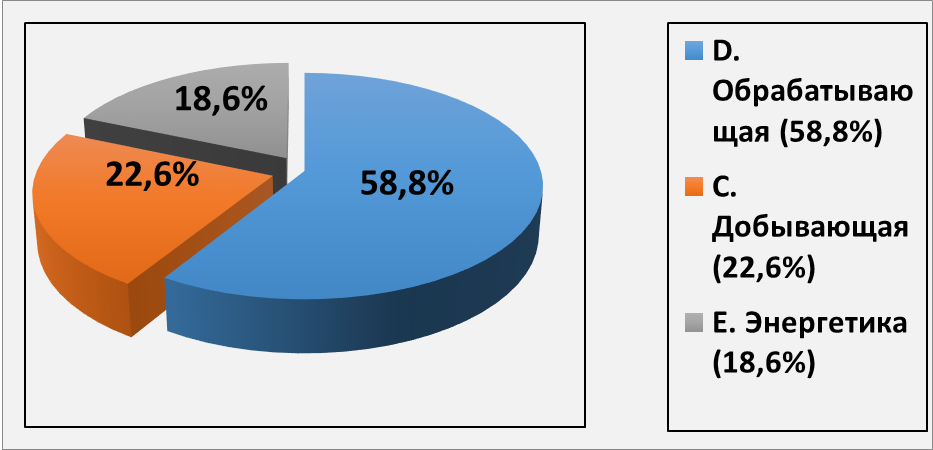 18,6%
22,6%
58,8%
D.
Обрабатываю
щая (58,8%)
C.
Добывающая
(22,6%)
E. Энергетика
(18,6%)